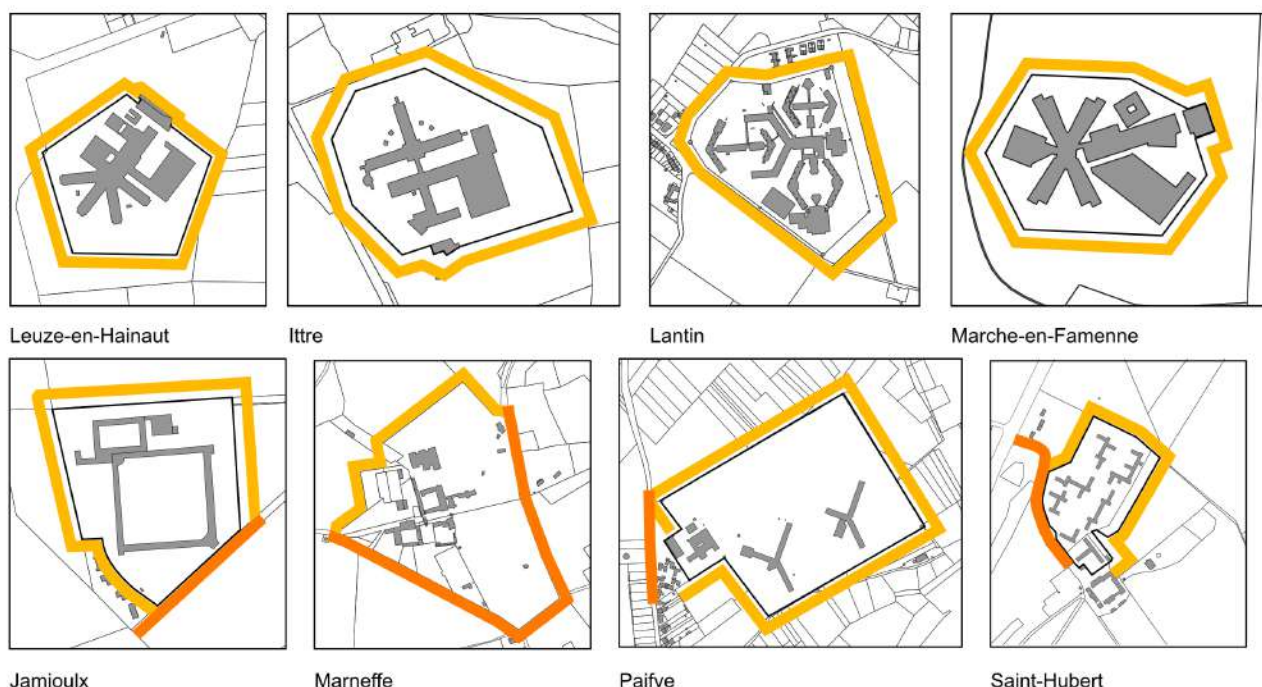 Leuze-en-Hainaut
Ittre
Lantin
Marche-en-Famenne
Jamioulx
Marneffe
Paifve
Saint-Hubert